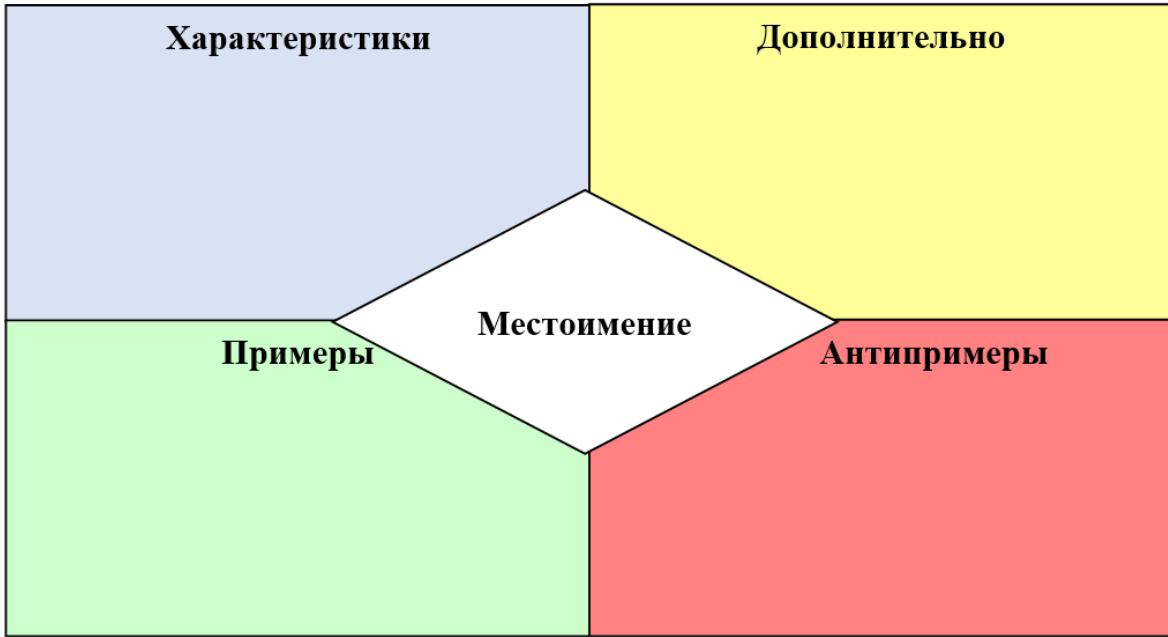 Характеристики
Дополнительно
Местоимение
Примеры
Антипримеры